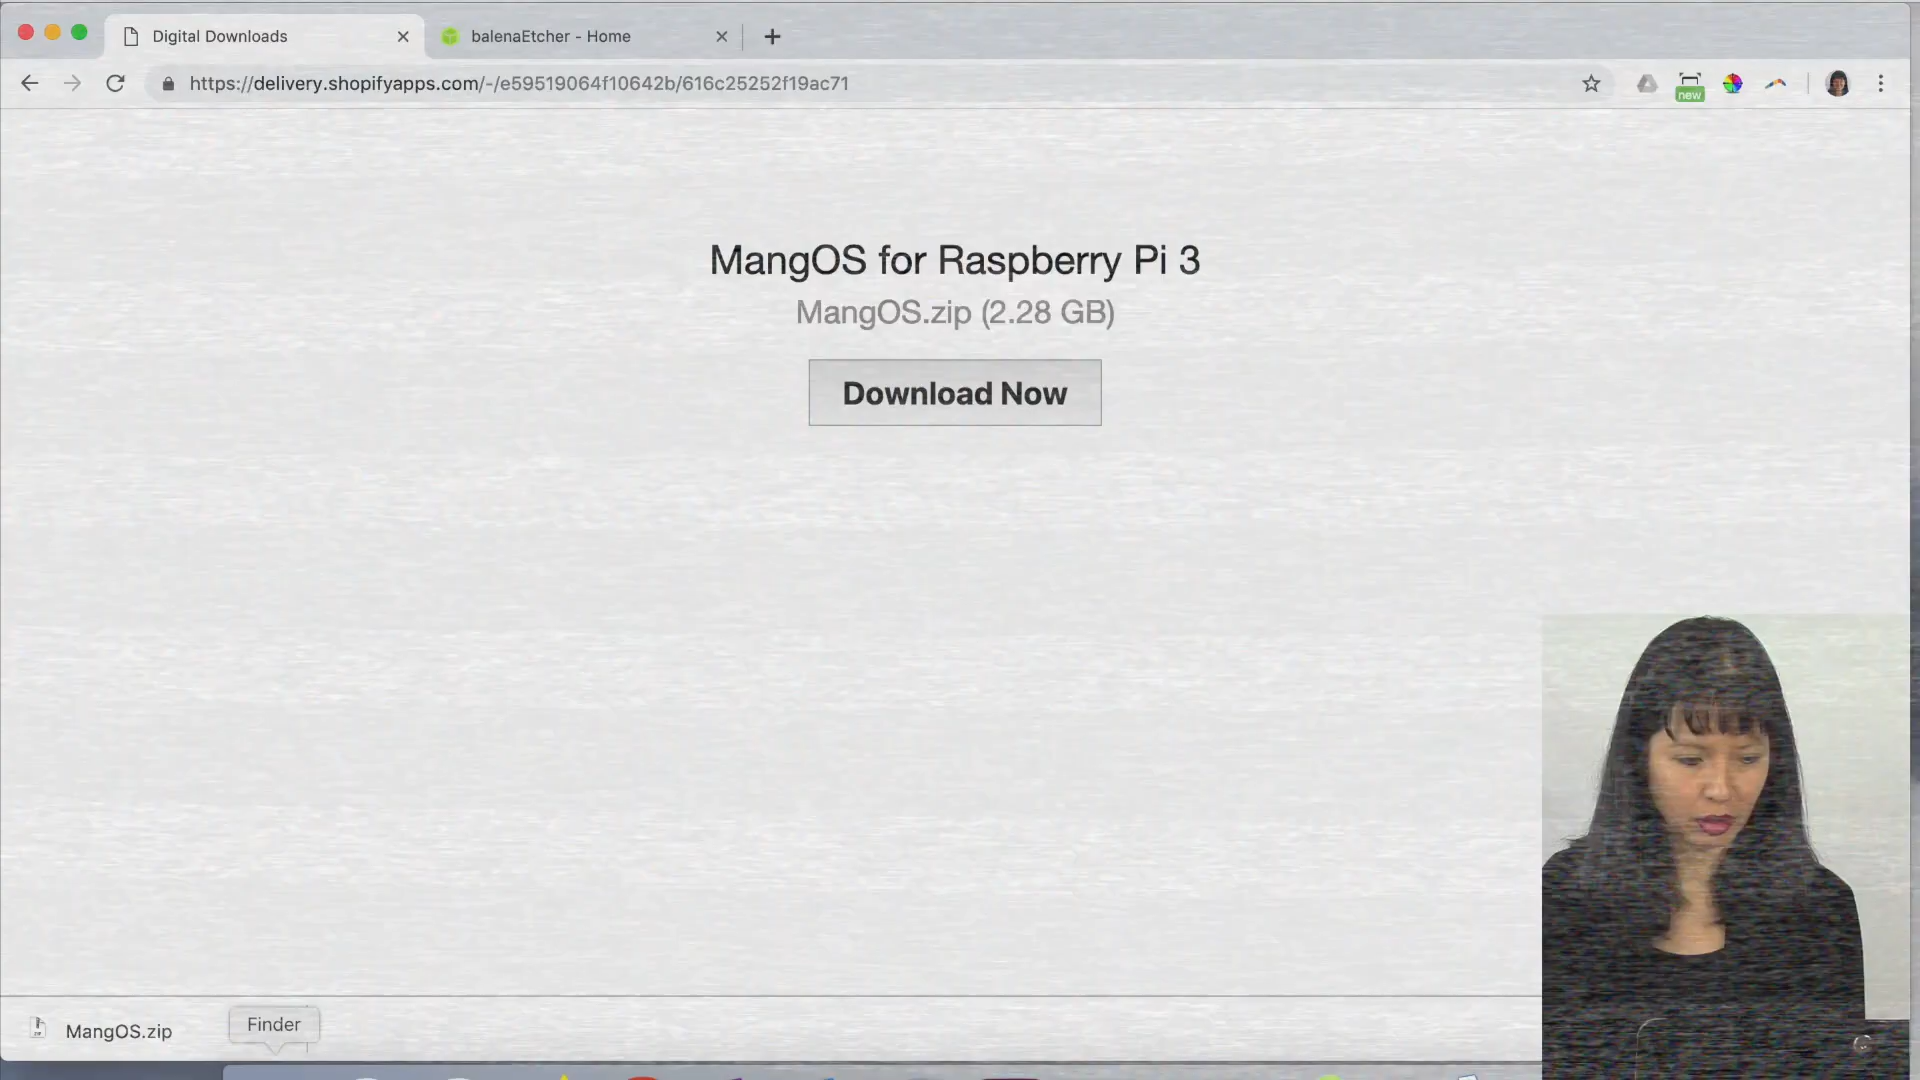 Digital Downloads
balenaEtcher - Home
https://delivery.shopifyapps.com/-/e59519064f10642b/616c25252f19ac71
new
MangOS for Raspberry Pi 3
MangOS.zip (2.28 GB)
Download Now
MangOS.zip
Finder